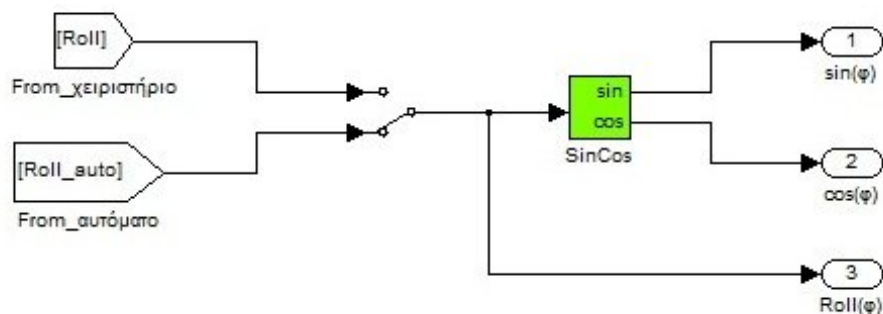 [Roll]
From_χειριστήριο
[Roll_auto]
From_αυτόματο
sin
cos
SinCos
1
sin(φ)
2
cos(φ)
3
Roll(φ)